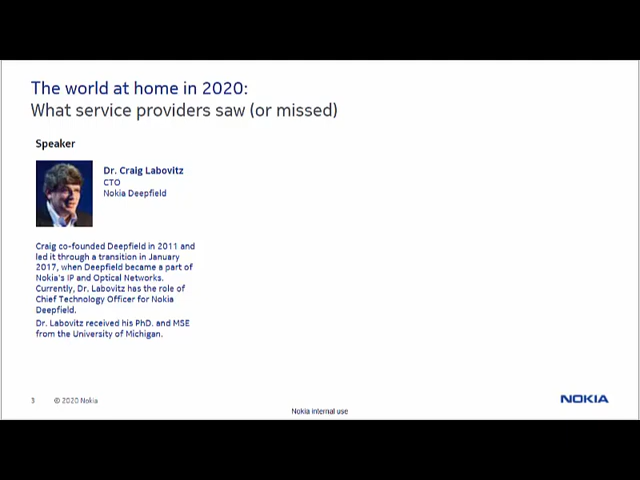 The world at home in 2020:
What service providers saw (or missed)
Speaker
Dr. Craig Labovitz
CTO
Nokia Deepfield
Craig co-founded Deepfield in 2011 and
led it through a transition in January
2017, when Deepfield became a part of
Nokia's IP and Optical Networks.
Currently, Dr. Labovitz has the role of
Chief Technology Officer for Nokia
Deepfield.
Dr. Labovitz received his PhD. and MSE
from the University of Michigan.
3 © 2020 Nokia
NOKIA
Nokia internal use